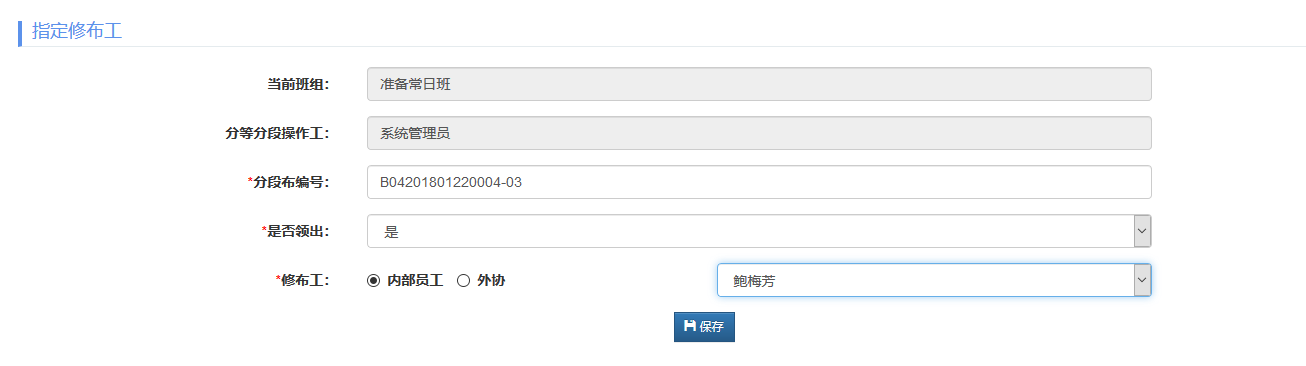 指定修布工
当前班组： 准备常日班
分等分段操作工： 系统管理员
*分段布编号： B04201801220004-03
*是否领出： 是
*修布工： 内部员工 外协 鲍梅芳
保存